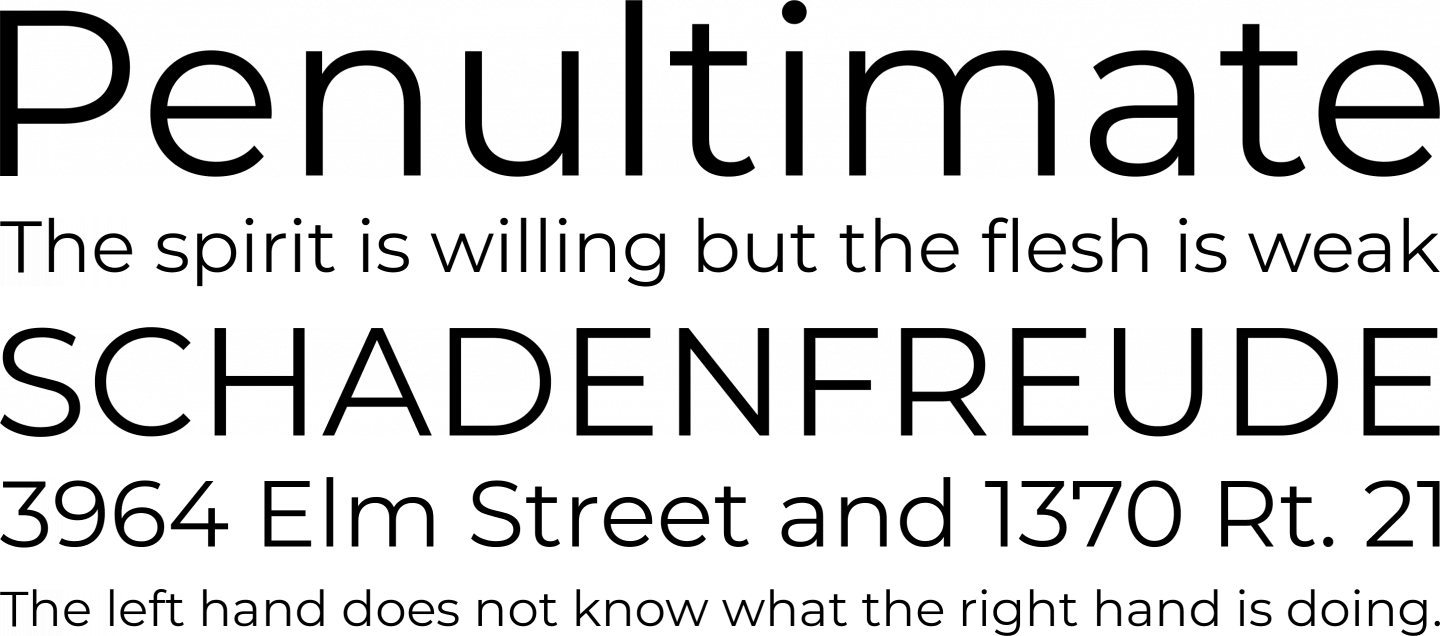 Penultimate
The spirit is willing but the flesh is weak
SCHADENFREUDE
3964 Elm Street and 1370 Rt. 21
The left hand does not know what the right hand is doing.